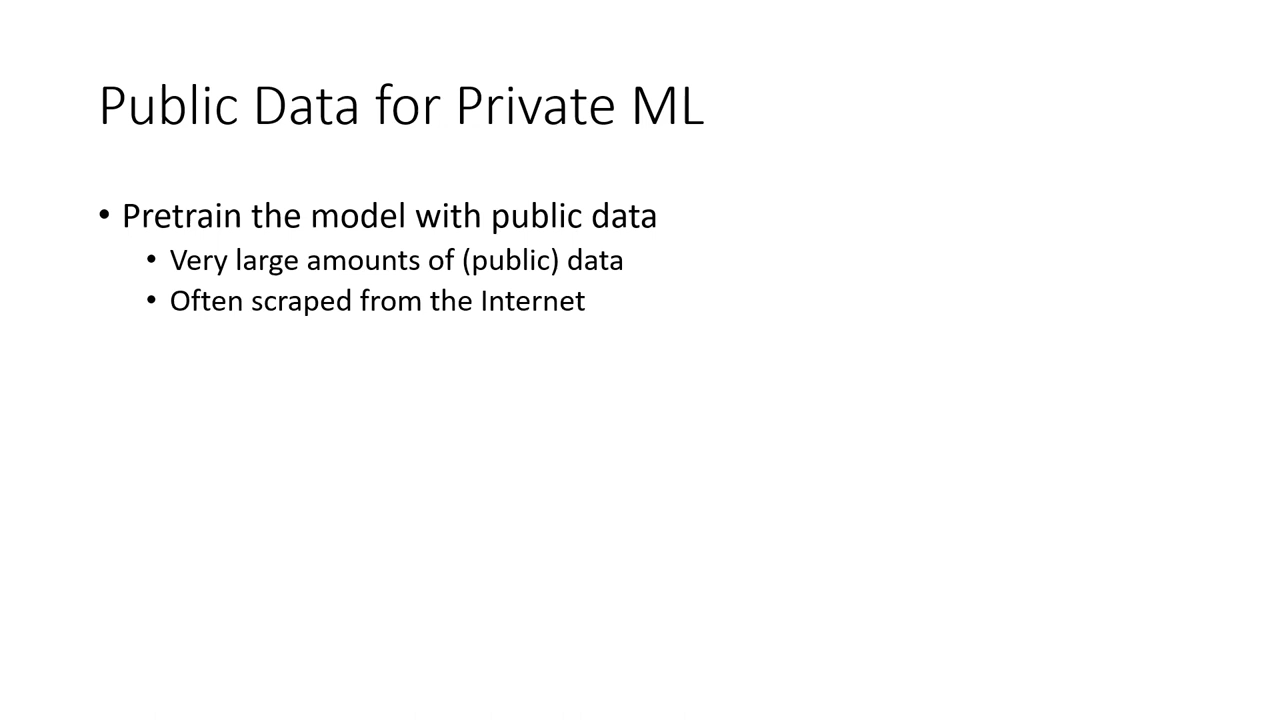 Public Data for Private ML
• Pretrain the model with public data
• Very large amounts of (public) data
• Often scraped from the Internet